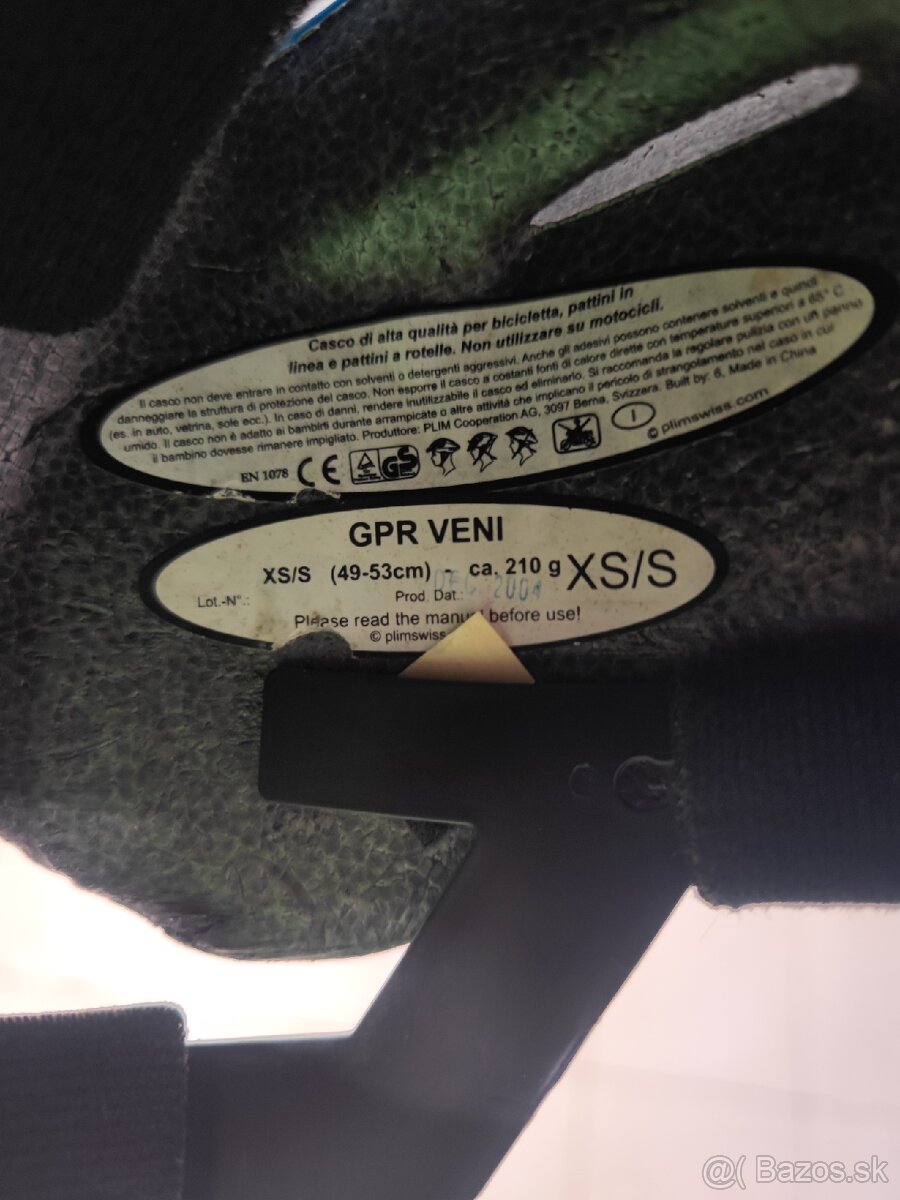 Casco di alta qualità per bicicletta, pattini in
linea e pattini a rotelle. Non utilizzare su motocicli.
Il casco non deve entrare in contatto con solventi o detergenti aggressivi. Anche gli adesivi possono contenere solventi e quindi
danneggiare la struttura di protezione del casco. Non esporre il casco a costanti fonti di calore dirette con temperature superiori a 65° C
(es. in auto, vetrina, sole ecc.). In caso di danni, rendere inutilizzabile il casco ed eliminarlo. Si raccomanda la regolare pulizia con un panno
umido. Il casco non è adatto ai bambini durante arrampicate o altre attività che implicano il pericolo di strangolamento nel caso in cui
il bambino dovesse rimanere impigliato. Produttore: PLIM Cooperation AG, 3097 Berna, Svizzera. Built by: 6, Made in China
EN 1078 CE GS I © plimswiss.com
GPR VENI
XS/S (49-53cm) - ca. 210 g XS/S
Lot.-N°.: Prod. Dat.: DEC 2004
Please read the manual before use!
© plimswiss
@( Bazos.sk